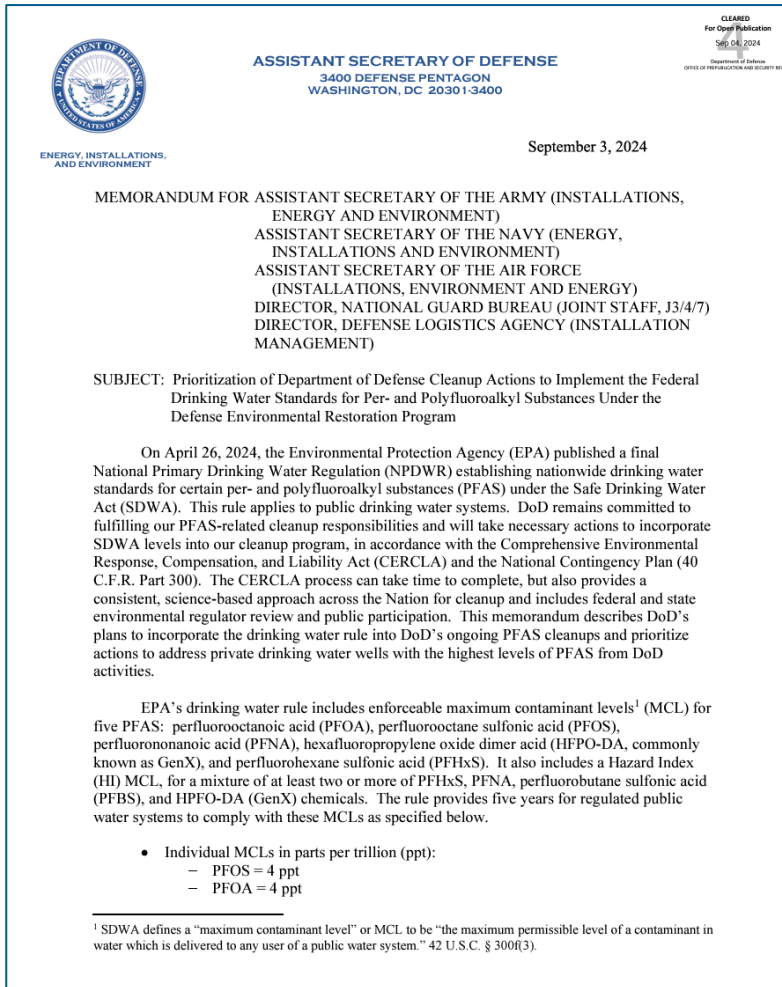 CLEARED
For Open Publication
4
Sep 04, 2024
Department of Defense
OFFICE OF PREPUBLICATION AND SECURITY REV
DEPARTMENT OF DEFENSE
UNITED STATES OF AMERICA
ENERGY, INSTALLATIONS,
AND ENVIRONMENT
ASSISTANT SECRETARY OF DEFENSE
3400 DEFENSE PENTAGON
WASHINGTON, DC 20301-3400
September 3, 2024
MEMORANDUM FOR ASSISTANT SECRETARY OF THE ARMY (INSTALLATIONS,
ENERGY AND ENVIRONMENT)
ASSISTANT SECRETARY OF THE NAVY (ENERGY,
INSTALLATIONS AND ENVIRONMENT)
ASSISTANT SECRETARY OF THE AIR FORCE
(INSTALLATIONS, ENVIRONMENT AND ENERGY)
DIRECTOR, NATIONAL GUARD BUREAU (JOINT STAFF, J3/4/7)
DIRECTOR, DEFENSE LOGISTICS AGENCY (INSTALLATION
MANAGEMENT)
SUBJECT: Prioritization of Department of Defense Cleanup Actions to Implement the Federal
Drinking Water Standards for Per- and Polyfluoroalkyl Substances Under the
Defense Environmental Restoration Program
On April 26, 2024, the Environmental Protection Agency (EPA) published a final
National Primary Drinking Water Regulation (NPDWR) establishing nationwide drinking water
standards for certain per- and polyfluoroalkyl substances (PFAS) under the Safe Drinking Water
Act (SDWA). This rule applies to public drinking water systems. DoD remains committed to
fulfilling our PFAS-related cleanup responsibilities and will take necessary actions to incorporate
SDWA levels into our cleanup program, in accordance with the Comprehensive Environmental
Response, Compensation, and Liability Act (CERCLA) and the National Contingency Plan (40
C.F.R. Part 300). The CERCLA process can take time to complete, but also provides a
consistent, science-based approach across the Nation for cleanup and includes federal and state
environmental regulator review and public participation. This memorandum describes DoD's
plans to incorporate the drinking water rule into DoD's ongoing PFAS cleanups and prioritize
actions to address private drinking water wells with the highest levels of PFAS from DoD
activities.
EPA's drinking water rule includes enforceable maximum contaminant levels¹ (MCL) for
five PFAS: perfluorooctanoic acid (PFOA), perfluorooctane sulfonic acid (PFOS),
perfluorononanoic acid (PFNA), hexafluoropropylene oxide dimer acid (HFPO-DA, commonly
known as GenX), and perfluorohexane sulfonic acid (PFHxS). It also includes a Hazard Index
(HI) MCL, for a mixture of at least two or more of PFHxS, PFNA, perfluorobutane sulfonic acid
(PFBS), and HPFO-DA (GenX) chemicals. The rule provides five years for regulated public
water systems to comply with these MCLs as specified below.
• Individual MCLs in parts per trillion (ppt):
− PFOS = 4 ppt
− PFOA = 4 ppt
¹ SDWA defines a "maximum contaminant level" or MCL to be "the maximum permissible level of a contaminant in
water which is delivered to any user of a public water system." 42 U.S.C. § 300f(3).